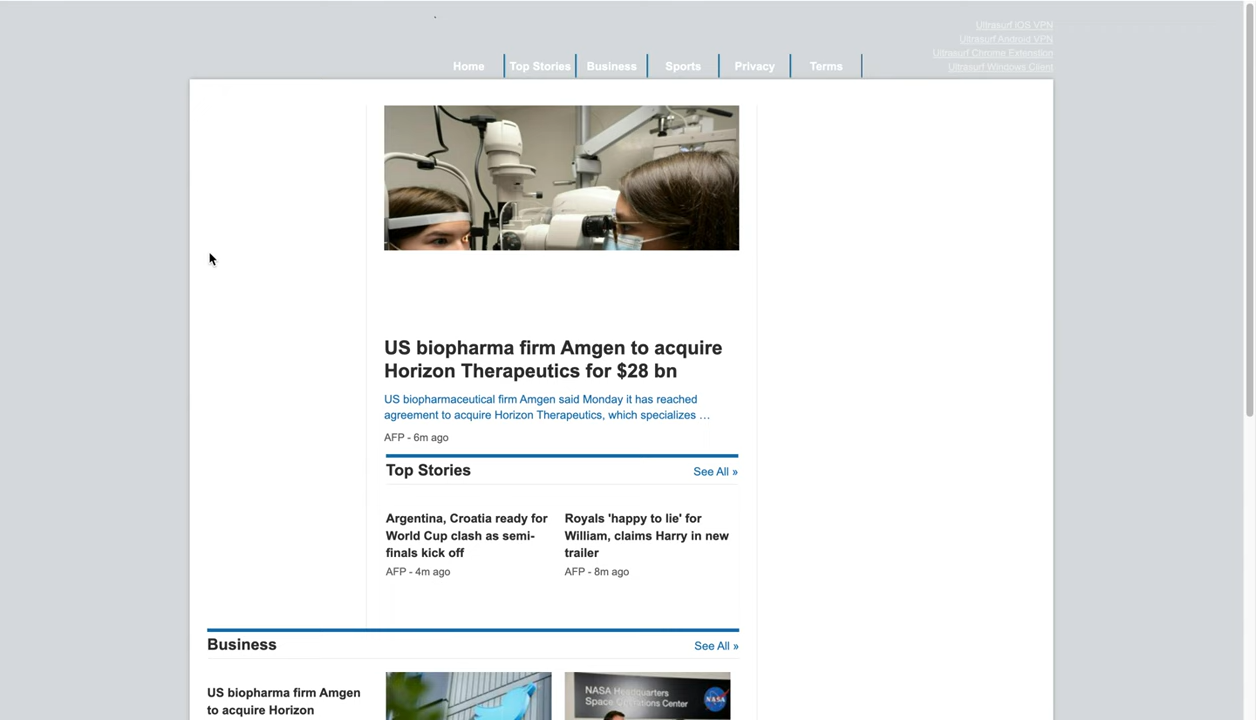 Ultrasurf IOS VPN
Ultrasurf Android VPN
Ultrasurf Chrome Extenstion
Ultrasurf Windows Client
Home
Top Stories
Business
Sports
Privacy
Terms
US biopharma firm Amgen to acquire
Horizon Therapeutics for $28 bn
US biopharmaceutical firm Amgen said Monday it has reached
agreement to acquire Horizon Therapeutics, which specializes …
AFP - 6m ago
Top Stories
See All »
Argentina, Croatia ready for
World Cup clash as semi-
finals kick off
AFP - 4m ago
Royals 'happy to lie' for
William, claims Harry in new
trailer
AFP - 8m ago
Business
See All »
US biopharma firm Amgen
to acquire Horizon
NASA Headquarters
Space Operations Center
NASA